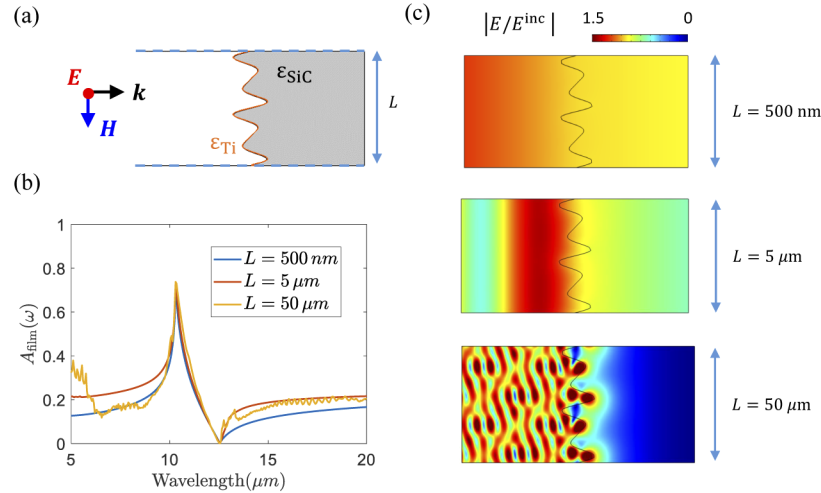 (a)
E
k
H
ε_SiC
ε_Ti
L
(b)
1
0.8
0.6
0.4
0.2
0
5
10
15
20
A_film(ω)
Wavelength(μm)
L = 500 nm
L = 5 μm
L = 50 μm
(c)
|E/E^inc|
1.5
0
L = 500 nm
L = 5 μm
L = 50 μm